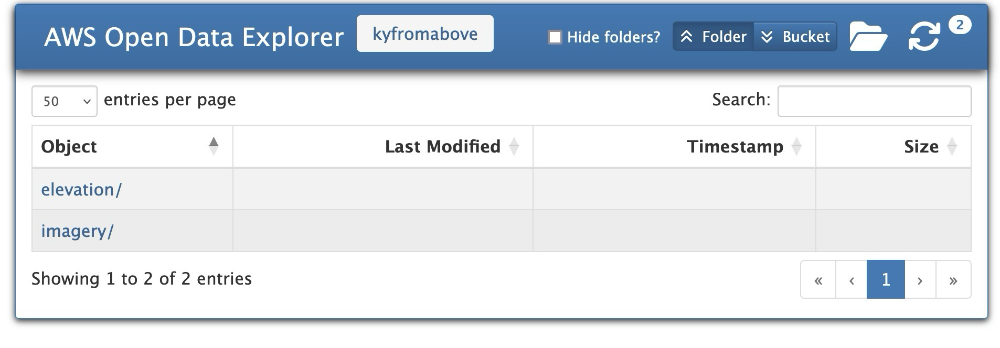 AWS Open Data Explorer kyfromabove Hide folders? Folder Bucket 2
50 entries per page Search:
Object Last Modified Timestamp Size
elevation/
imagery/
Showing 1 to 2 of 2 entries « ‹ 1 › »